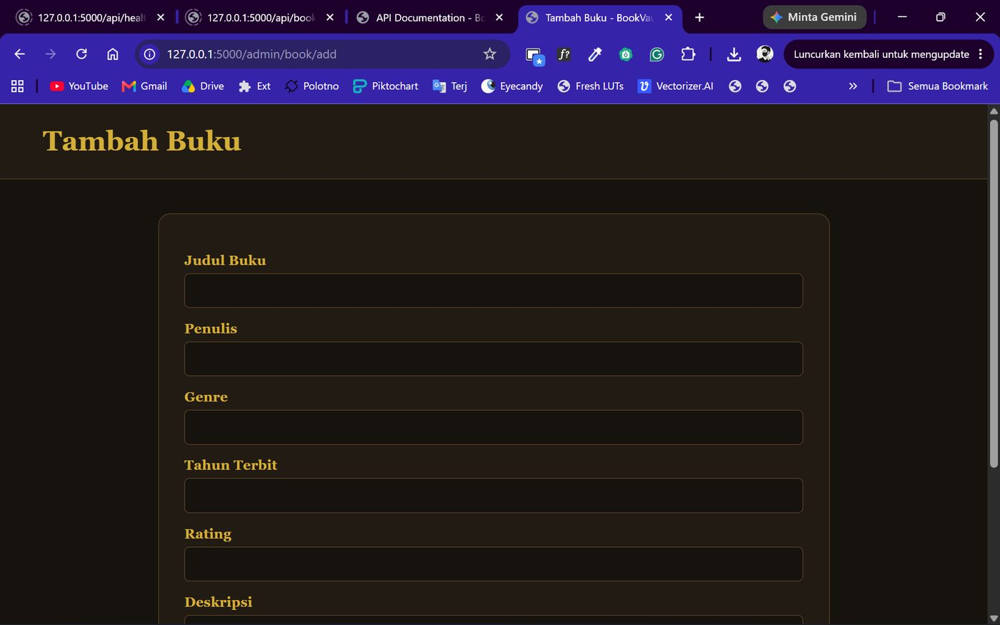 127.0.0.1:5000/api/heal
127.0.0.1:5000/api/book
API Documentation - Bo
Tambah Buku - BookVau
Minta Gemini
127.0.0.1:5000/admin/book/add
f?
Luncurkan kembali untuk mengupdate
YouTube
Gmail
Drive
Ext
Polotno
Piktochart
Terj
Eyecandy
Fresh LUTs
Vectorizer.AI
Semua Bookmark
Tambah Buku
Judul Buku
Penulis
Genre
Tahun Terbit
Rating
Deskripsi